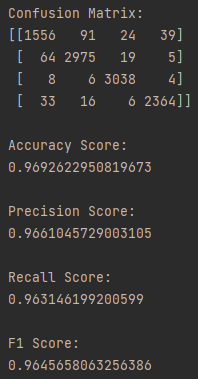 Confusion Matrix:
[[1556   91   24   39]
 [  64 2975   19    5]
 [   8    6 3038    4]
 [  33   16    6 2364]]
Accuracy Score:
0.9692622950819673
Precision Score:
0.9661045729003105
Recall Score:
0.963146199200599
F1 Score:
0.9645658063256386